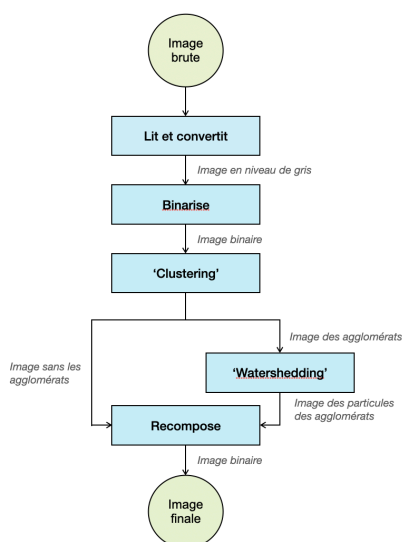 Image
brute
Lit et convertit
Image en niveau de gris
Binarise
Image binaire
‘Clustering’
Image des agglomérats
Image sans les
agglomérats
‘Watershedding’
Image des particules
des agglomérats
Recompose
Image binaire
Image
finale